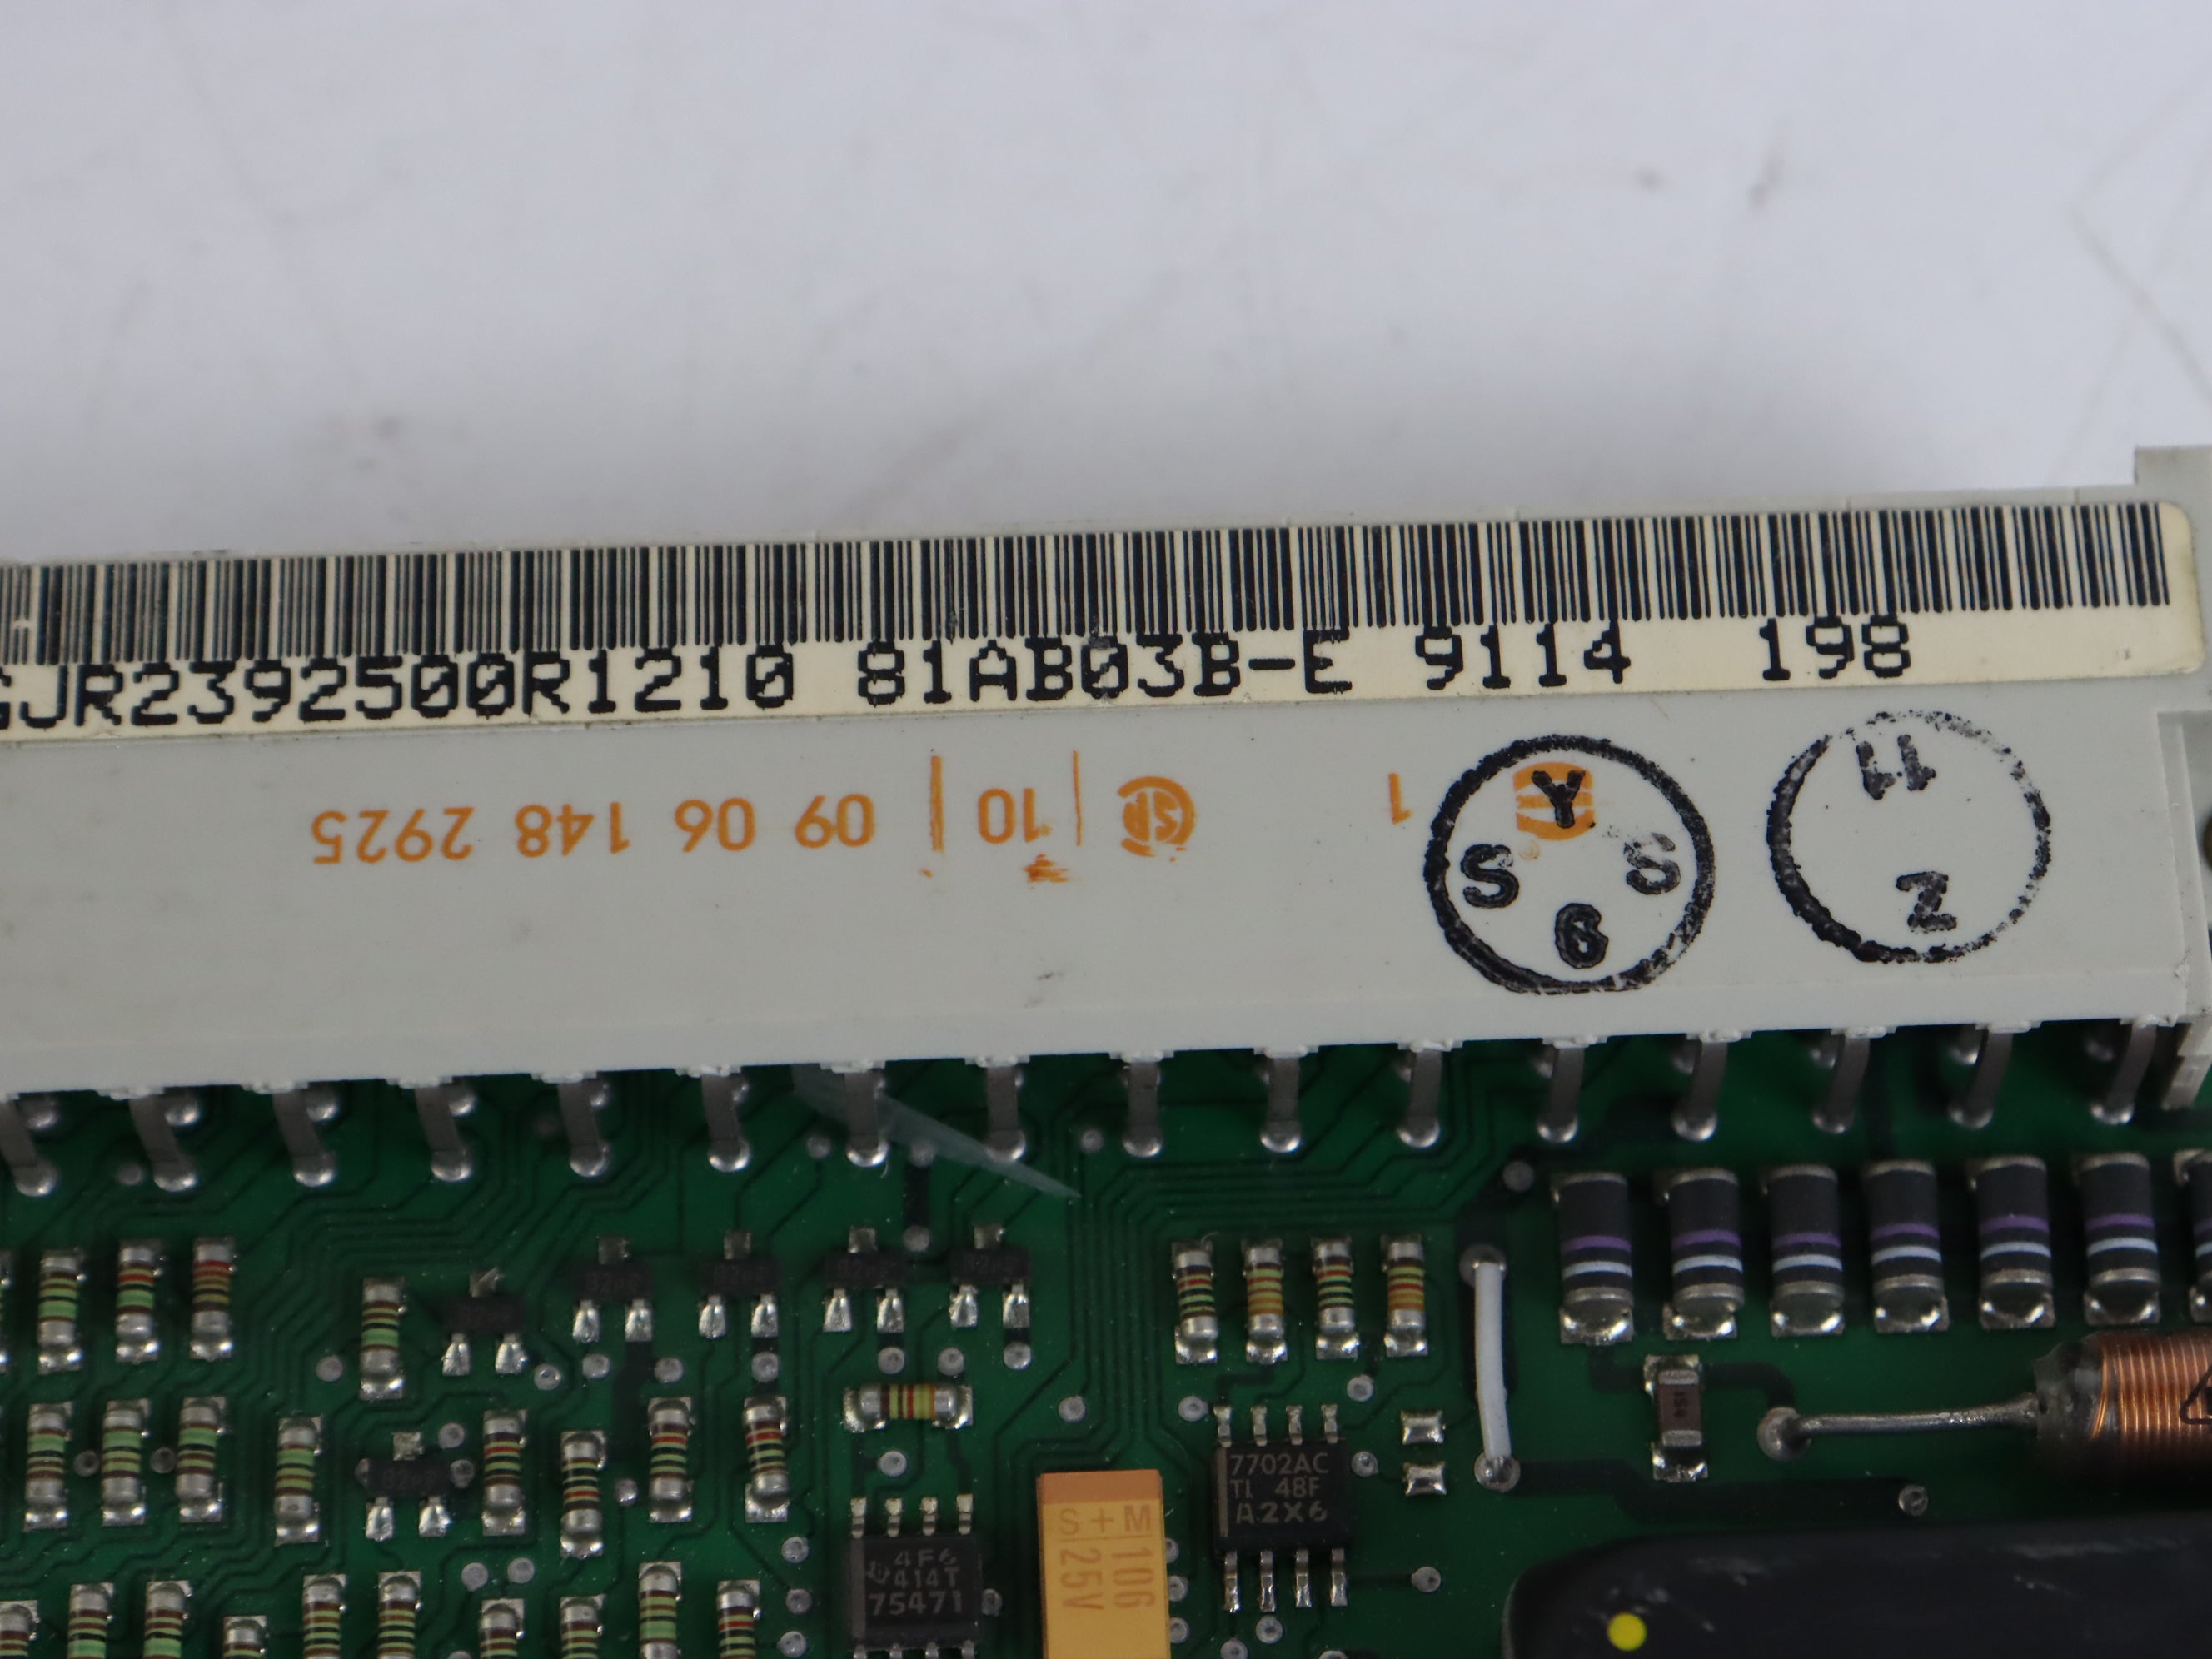 GJR2392500R1210 81AB03B-E 9114 198
09 06 148 2925
10
1
Y
S S
6
11
Z
7702AC
TI 48F
A2X6
4F6
414T
75471
S+M
106
25V